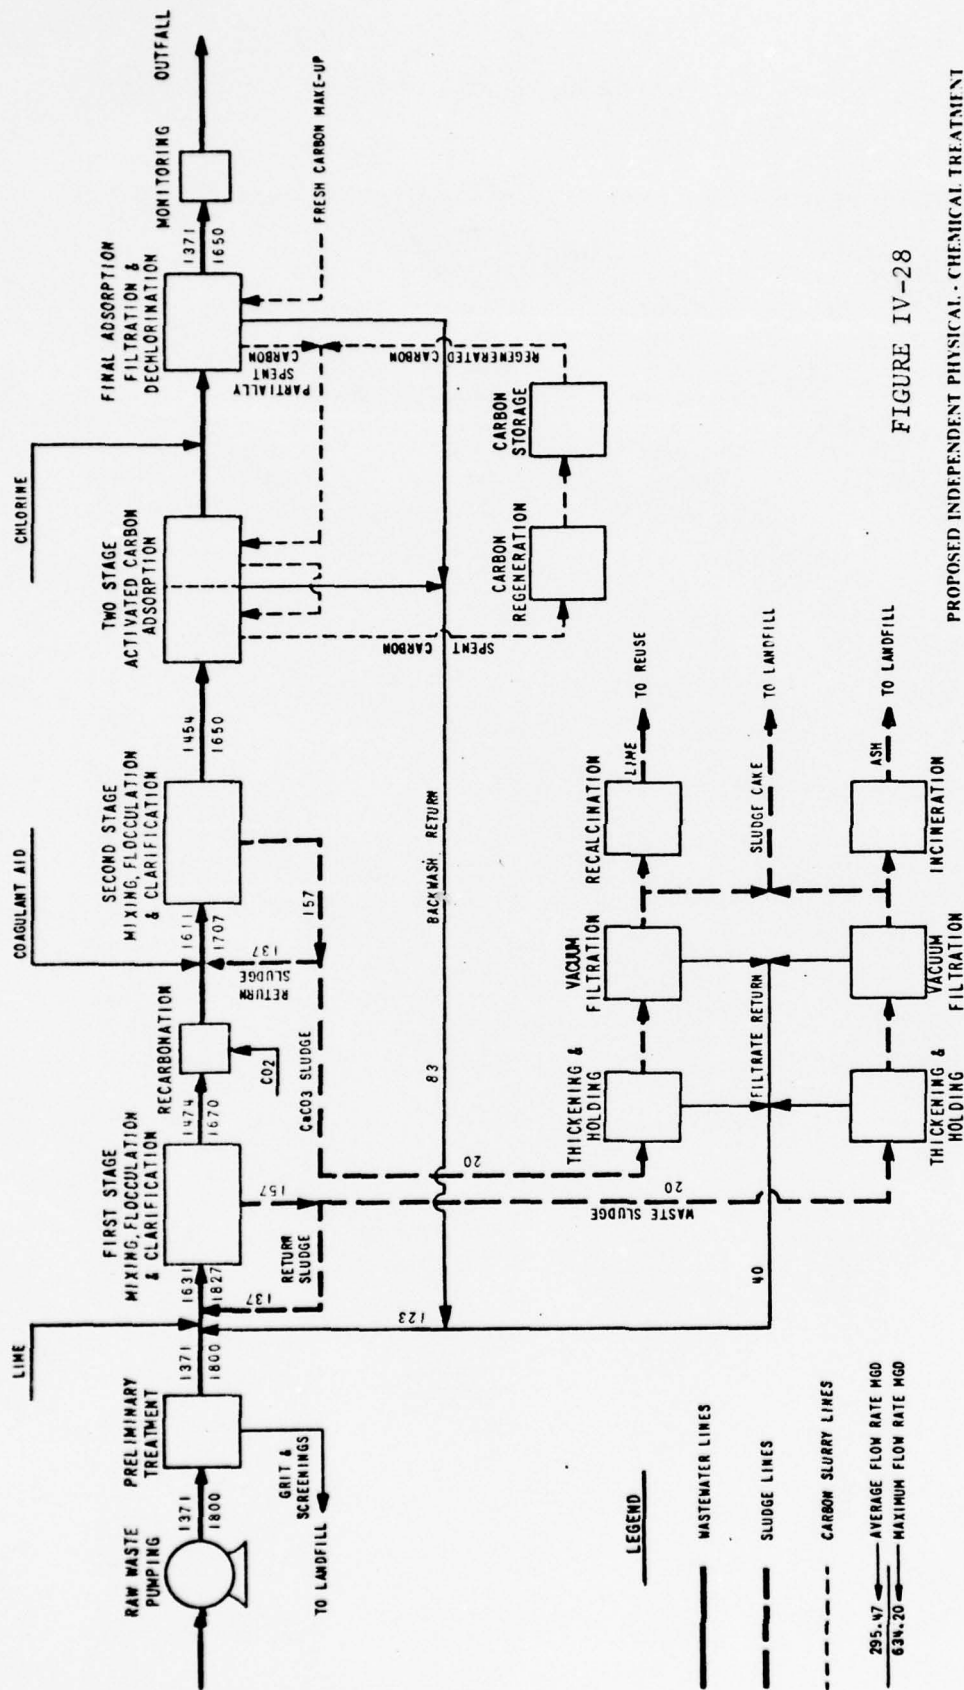 RAW WASTE
PUMPING
1371
1800
PRELIMINARY
TREATMENT
GRIT &
SCREENINGS
TO LANDFILL
LIME
1371
1800
1631
1827
137
RETURN
SLUDGE
123
FIRST STAGE
MIXING, FLOCCULATION
& CLARIFICATION
157
1474
1670
RECARBONATION
CO2
COAGULANT AID
1611
1707
137
RETURN
SLUDGE
SECOND STAGE
MIXING, FLOCCULATION
& CLARIFICATION
157
CaCO3 SLUDGE
20
1454
1650
TWO STAGE
ACTIVATED CARBON
ADSORPTION
CHLORINE
FINAL ADSORPTION
FILTRATION &
DECHLORINATION
1371
1650
MONITORING
OUTFALL
FRESH CARBON MAKE-UP
PARTIALLY
SPENT
CARBON
REGENERATED CARBON
SPENT CARBON
CARBON
REGENERATION
CARBON
STORAGE
BACKWASH RETURN
83
WASTE SLUDGE
20
40
THICKENING &
HOLDING
VACUUM
FILTRATION
RECALCINATION
LIME
TO REUSE
FILTRATE RETURN
SLUDGE CAKE
TO LANDFILL
THICKENING &
HOLDING
VACUUM
FILTRATION
INCINERATION
ASH
TO LANDFILL
LEGEND
WASTEWATER LINES
SLUDGE LINES
CARBON SLURRY LINES
295.47 AVERAGE FLOW RATE MGD
634.20 MAXIMUM FLOW RATE MGD
FIGURE IV-28
PROPOSED INDEPENDENT PHYSICAL - CHEMICAL TREATMENT